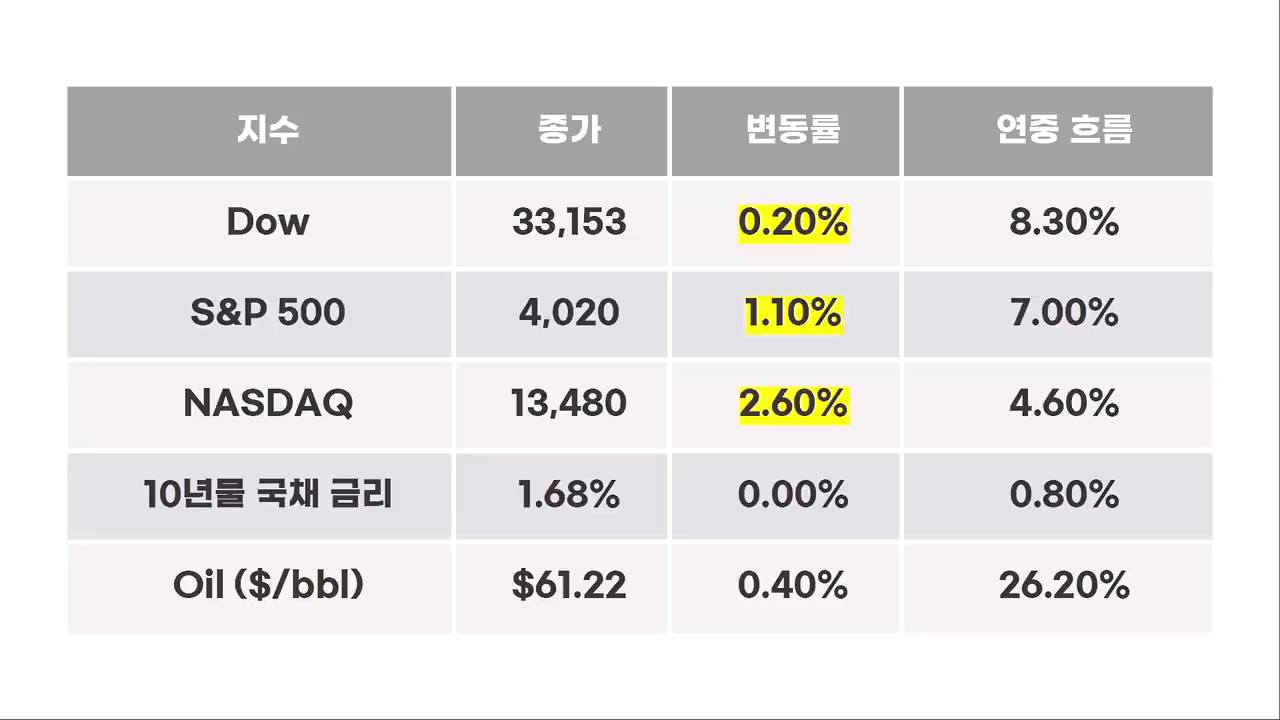 지수 종가 변동률 연중 흐름
Dow 33,153 0.20% 8.30%
S&P 500 4,020 1.10% 7.00%
NASDAQ 13,480 2.60% 4.60%
10년물 국채 금리 1.68% 0.00% 0.80%
Oil ($/bbl) $61.22 0.40% 26.20%